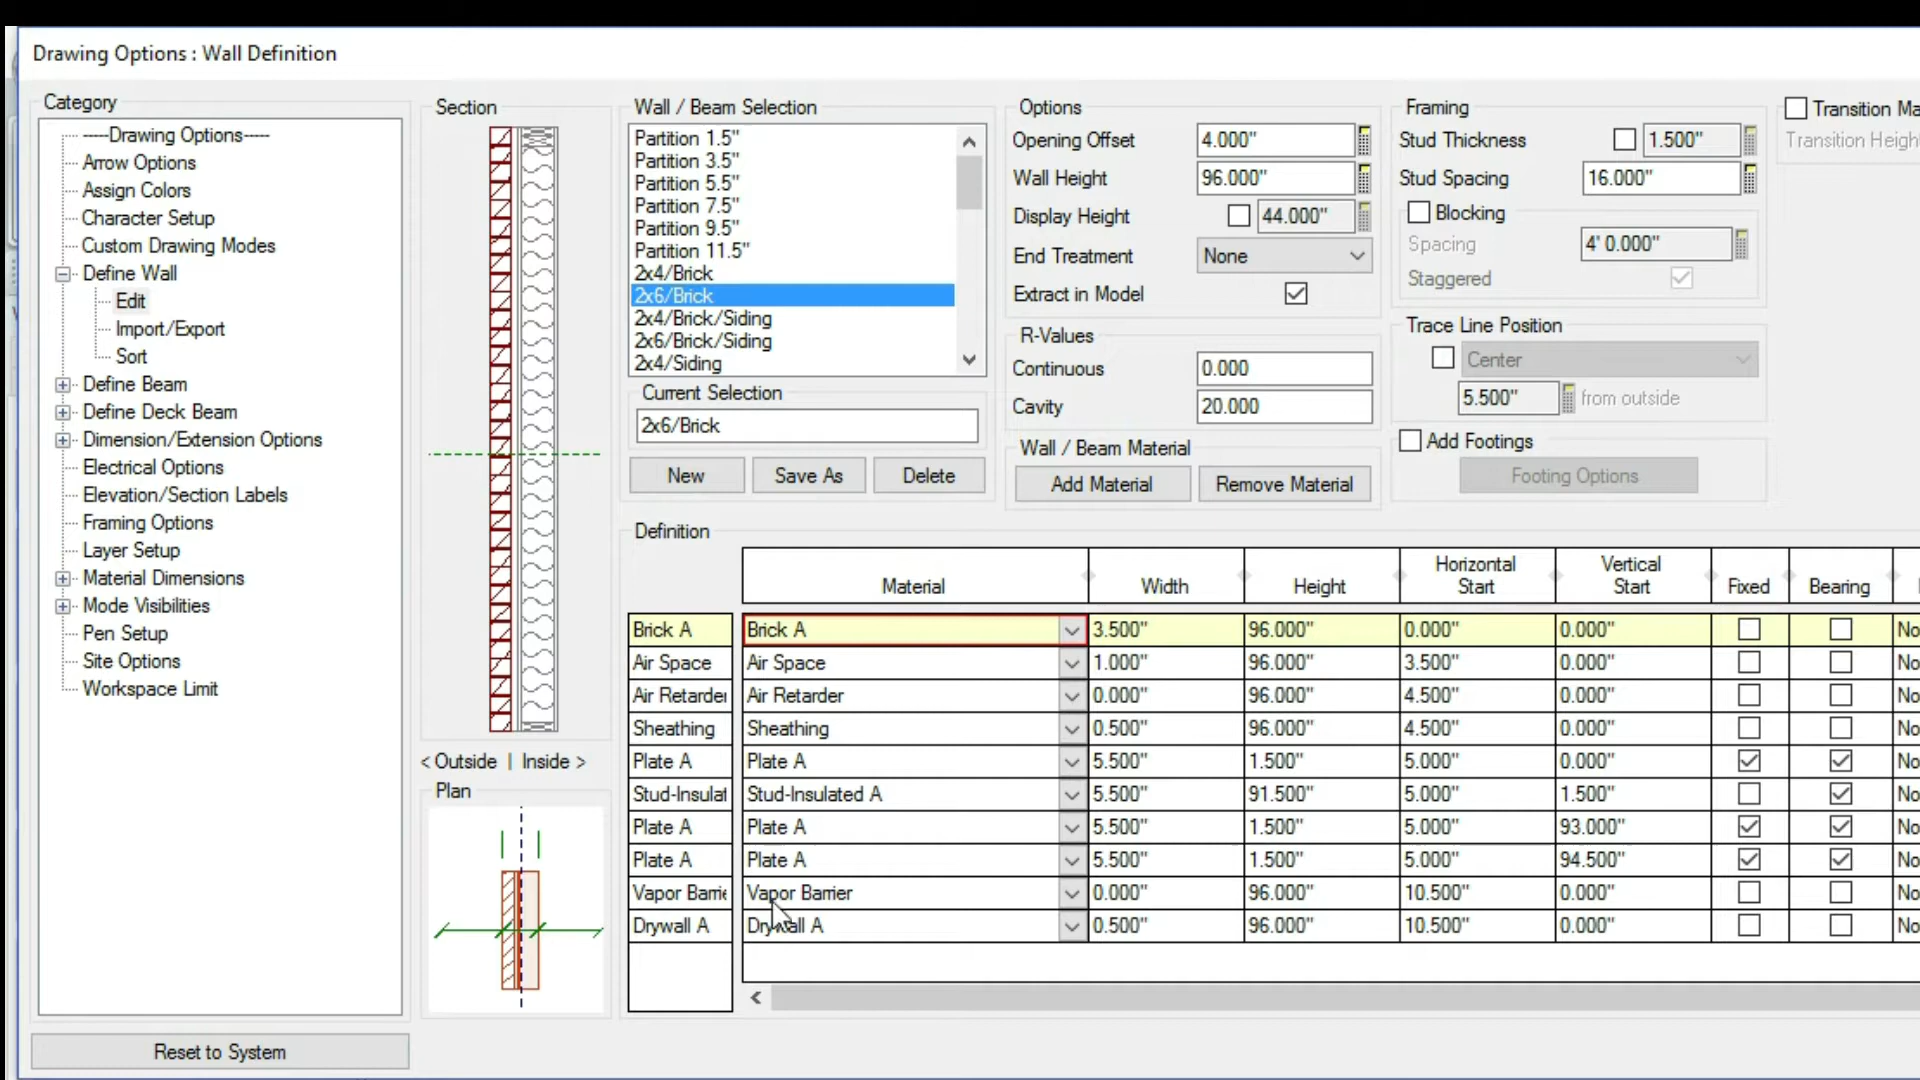 Drawing Options : Wall Definition
Category
-----Drawing Options-----
Arrow Options
Assign Colors
Character Setup
Custom Drawing Modes
Define Wall
Edit
Import/Export
Sort
Define Beam
Define Deck Beam
Dimension/Extension Options
Electrical Options
Elevation/Section Labels
Framing Options
Layer Setup
Material Dimensions
Mode Visibilities
Pen Setup
Site Options
Workspace Limit
Reset to System
Section
< Outside | Inside >
Plan
Wall / Beam Selection
Partition 1.5"
Partition 3.5"
Partition 5.5"
Partition 7.5"
Partition 9.5"
Partition 11.5"
2x4/Brick
2x6/Brick
2x4/Brick/Siding
2x6/Brick/Siding
2x4/Siding
Current Selection
2x6/Brick
New Save As Delete
Options
Opening Offset 4.000"
Wall Height 96.000"
Display Height 44.000"
End Treatment None
Extract in Model
R-Values
Continuous 0.000
Cavity 20.000
Wall / Beam Material
Add Material Remove Material
Framing
Stud Thickness 1.500"
Stud Spacing 16.000"
Blocking
Spacing 4' 0.000"
Staggered
Trace Line Position
Center
5.500" from outside
Add Footings
Footing Options
Transition Ma
Transition Heigh
Definition
Material Width Height Horizontal Start Vertical Start Fixed Bearing
Brick A Brick A 3.500" 96.000" 0.000" 0.000" No
Air Space Air Space 1.000" 96.000" 3.500" 0.000" No
Air Retarder Air Retarder 0.000" 96.000" 4.500" 0.000" No
Sheathing Sheathing 0.500" 96.000" 4.500" 0.000" No
Plate A Plate A 5.500" 1.500" 5.000" 0.000" No
Stud-Insulat Stud-Insulated A 5.500" 91.500" 5.000" 1.500" No
Plate A Plate A 5.500" 1.500" 5.000" 93.000" No
Plate A Plate A 5.500" 1.500" 5.000" 94.500" No
Vapor Barrie Vapor Barrier 0.000" 96.000" 10.500" 0.000" No
Drywall A Drywall A 0.500" 96.000" 10.500" 0.000" No